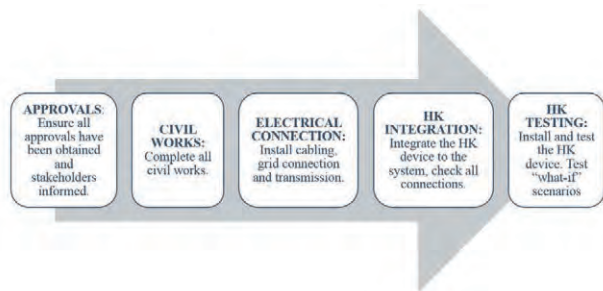 APPROVALS:
Ensure all
approvals have
been obtained
and
stakeholders
informed.
CIVIL
WORKS:
Complete all
civil works.
ELECTRICAL
CONNECTION:
Install cabling,
grid connection
and transmission.
HK
INTEGRATION:
Integrate the HK
device to the
system, check all
connections.
HK
TESTING:
Install and test
the HK
device. Test
“what-if”
scenarios